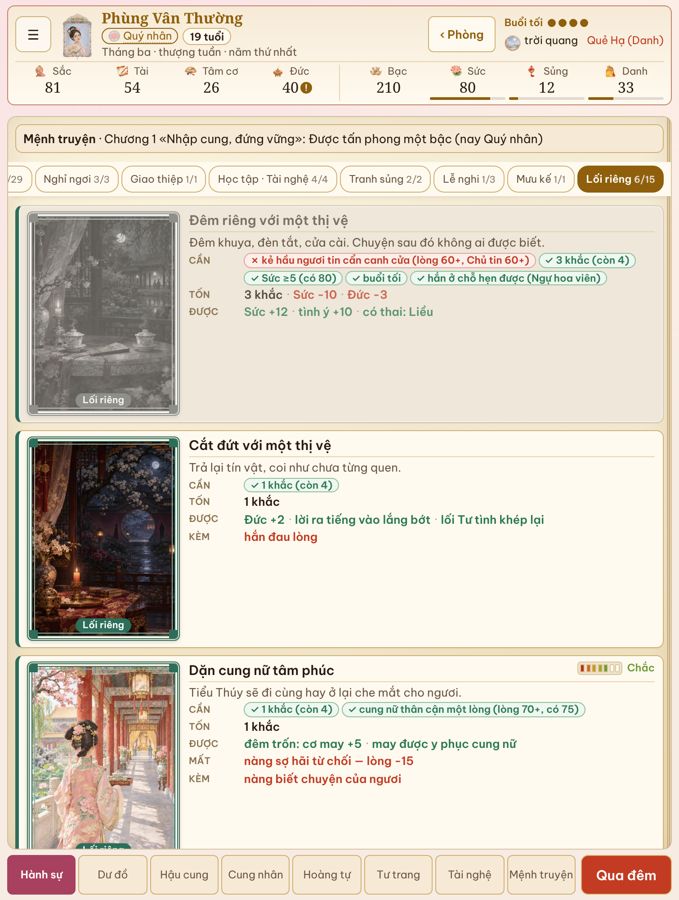 ☰
Phùng Vân Thường
Quý nhân 19 tuổi
Tháng ba · thượng tuần · năm thứ nhất
‹ Phòng
Buổi tối
trời quang Quẻ Hạ (Danh)
Sắc Tài Tâm cơ Đức Bạc Sức Sủng Danh
81 54 26 40 ! 210 80 12 33
Mệnh truyện · Chương 1 «Nhập cung, đứng vững»: Được tấn phong một bậc (nay Quý nhân)
/29 Nghỉ ngơi 3/3 Giao thiệp 1/1 Học tập · Tài nghệ 4/4 Tranh sủng 2/2 Lễ nghi 1/3 Mưu kế 1/1 Lối riêng 6/15
Đêm riêng với một thị vệ
Đêm khuya, đèn tắt, cửa cài. Chuyện sau đó không ai được biết.
CẦN × kẻ hầu ngươi tin cẩn canh cửa (lòng 60+, Chủ tin 60+) ✓ 3 khắc (còn 4)
✓ Sức ≥5 (có 80) ✓ buổi tối ✓ hắn ở chỗ hẹn được (Ngự hoa viên)
TỐN 3 khắc · Sức -10 · Đức -3
ĐƯỢC Sức +12 · tình ý +10 · có thai: Liều
Lối riêng
Cắt đứt với một thị vệ
Trả lại tín vật, coi như chưa từng quen.
CẦN ✓ 1 khắc (còn 4)
TỐN 1 khắc
ĐƯỢC Đức +2 · lời ra tiếng vào lắng bớt · lối Tư tình khép lại
KÈM hắn đau lòng
Lối riêng
Dặn cung nữ tâm phúc Chắc
Tiểu Thúy sẽ đi cùng hay ở lại che mắt cho ngươi.
CẦN ✓ 1 khắc (còn 4) ✓ cung nữ thân cận một lòng (lòng 70+, có 75)
TỐN 1 khắc
ĐƯỢC đêm trốn: cơ may +5 · may được y phục cung nữ
MẤT nàng sợ hãi từ chối — lòng -15
KÈM nàng biết chuyện của ngươi
Lối riêng
Hành sự Dư đồ Hậu cung Cung nhân Hoàng tự Tư trang Tài nghệ Mệnh truyện Qua đêm